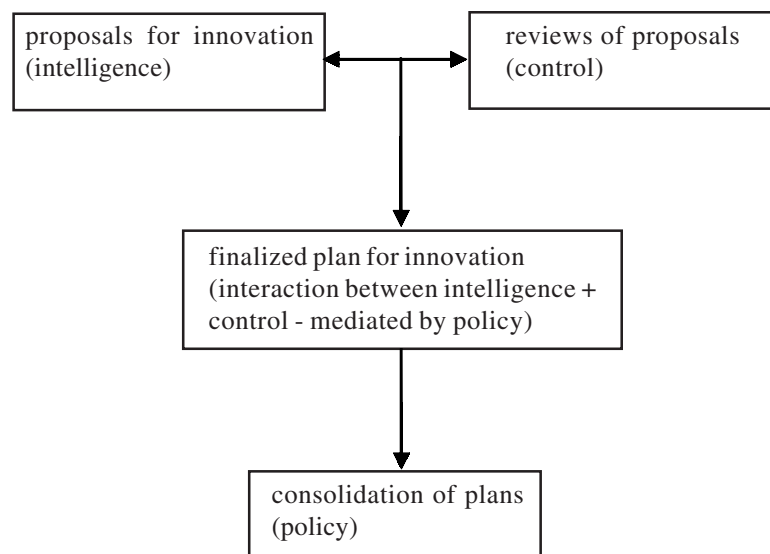 proposals for innovation
(intelligence)
reviews of proposals
(control)
finalized plan for innovation
(interaction between intelligence +
control - mediated by policy)
consolidation of plans
(policy)